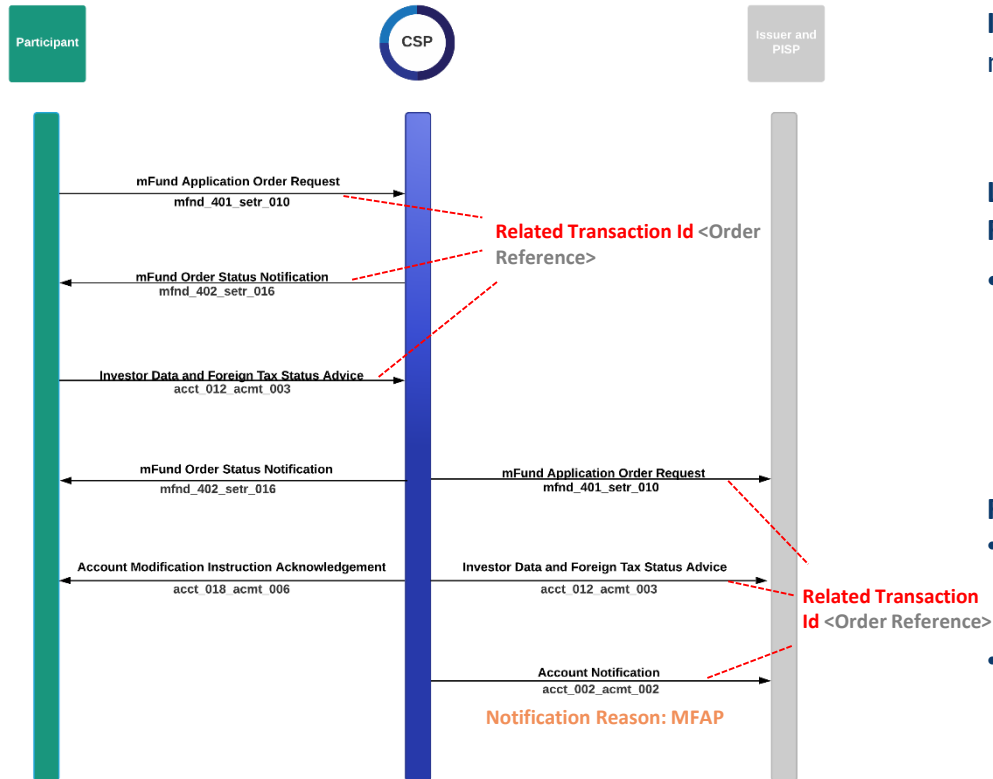 Participant
CSP
Issuer and
PISP
mFund Application Order Request
mfnd_401_setr_010
Related Transaction Id <Order
Reference>
mFund Order Status Notification
mfnd_402_setr_016
Investor Data and Foreign Tax Status Advice
acct_012_acmt_003
mFund Order Status Notification
mfnd_402_setr_016
mFund Application Order Request
mfnd_401_setr_010
Account Modification Instruction Acknowledgement
acct_018_acmt_006
Investor Data and Foreign Tax Status Advice
acct_012_acmt_003
Related Transaction
Id <Order Reference>
Account Notification
acct_002_acmt_002
Notification Reason: MFAP